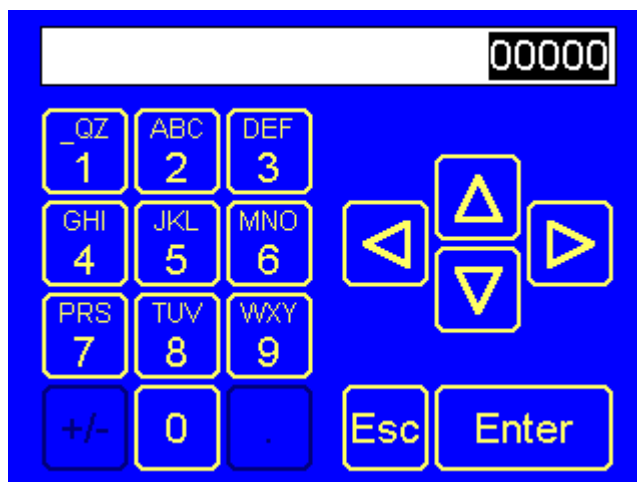 00000
_QZ ABC DEF
1 2 3
GHI JKL MNO
4 5 6
PRS TUV WXY
7 8 9
+/- 0 . Esc Enter